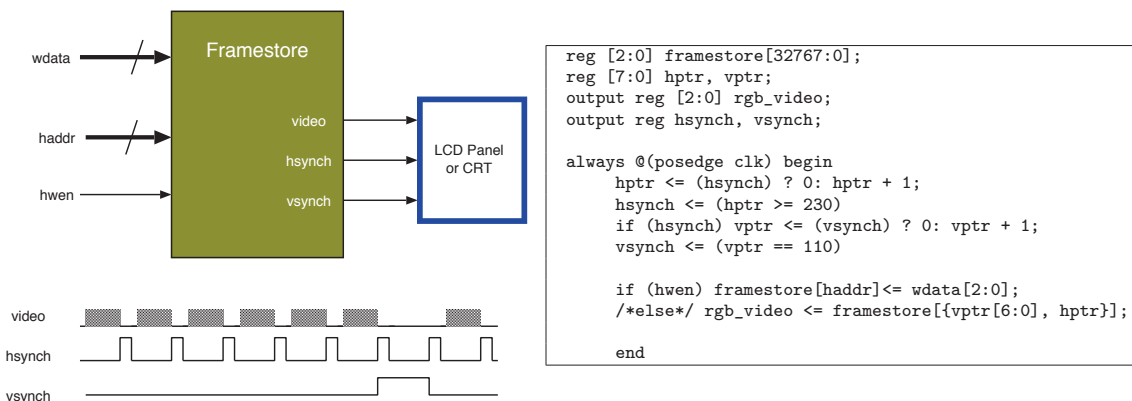 Framestore
wdata
haddr
hwen
video
hsynch
vsynch
LCD Panel
or CRT
video
hsynch
vsynch
reg [2:0] framestore[32767:0];
reg [7:0] hptr, vptr;
output reg [2:0] rgb_video;
output reg hsynch, vsynch;
always @(posedge clk) begin
hptr <= (hsynch) ? 0: hptr + 1;
hsynch <= (hptr >= 230)
if (hsynch) vptr <= (vsynch) ? 0: vptr + 1;
vsynch <= (vptr == 110)
if (hwen) framestore[haddr]<= wdata[2:0];
/*else*/ rgb_video <= framestore[{vptr[6:0], hptr}];
end